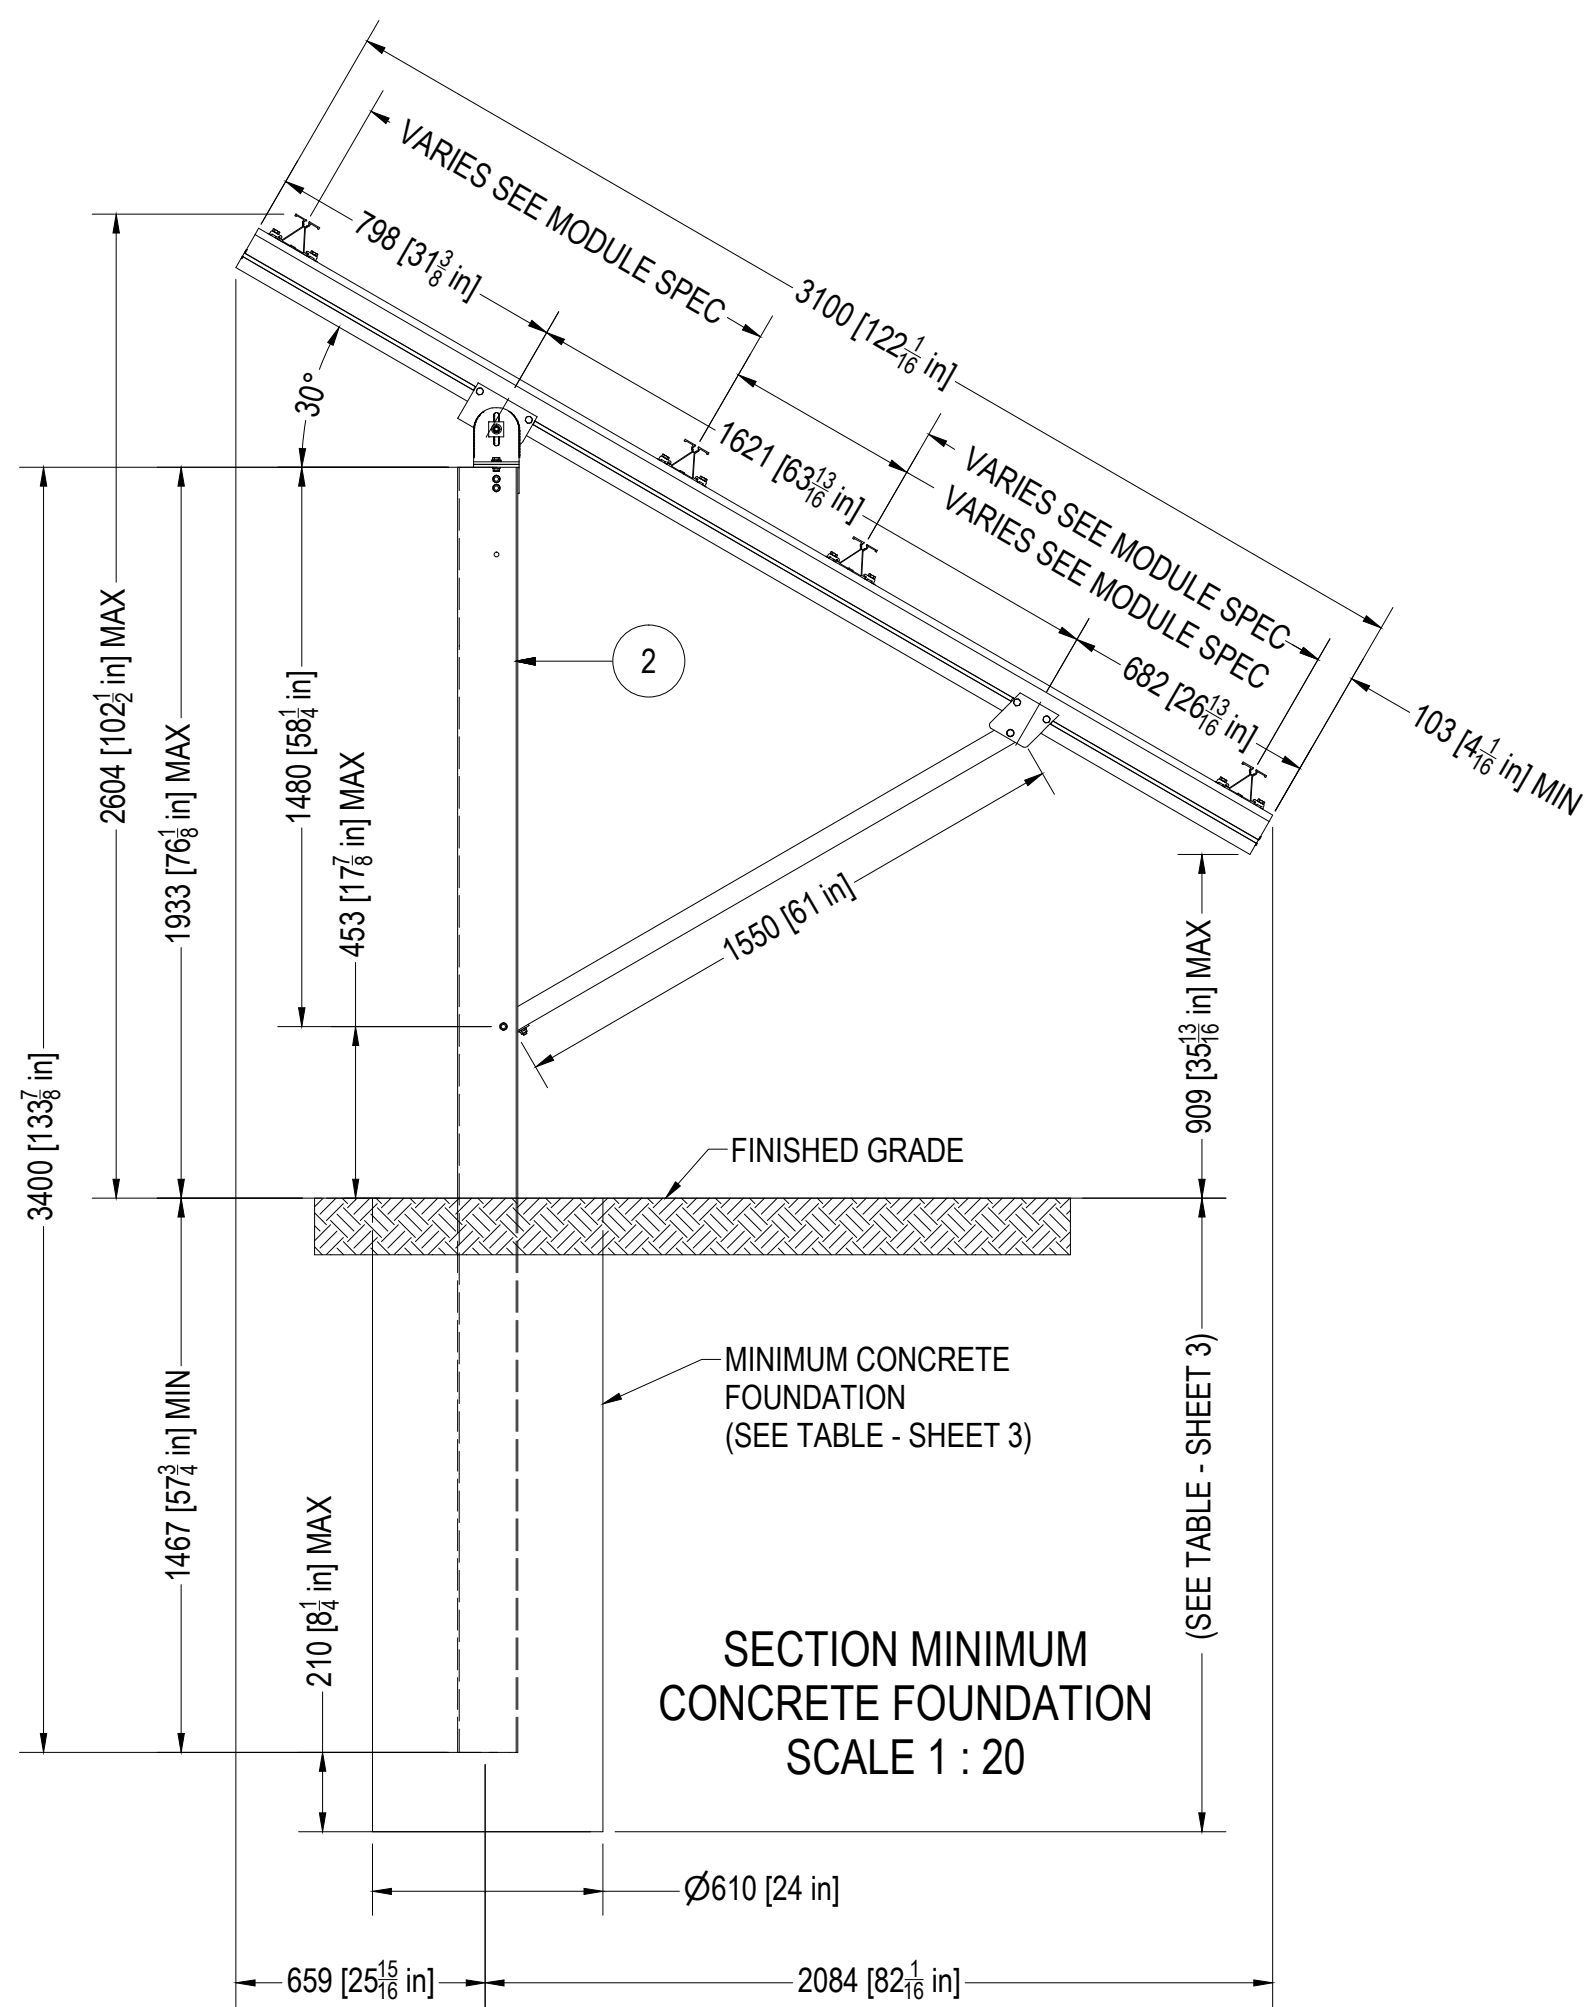 VARIES SEE MODULE SPEC
798 [31 3/8 in]
3100 [122 1/16 in]
30°
1621 [63 13/16 in]
VARIES SEE MODULE SPEC
VARIES SEE MODULE SPEC
682 [26 13/16 in]
103 [4 1/16 in] MIN
2604 [102 1/2 in] MAX
1933 [76 1/8 in] MAX
1480 [58 1/4 in]
453 [17 7/8 in] MAX
2
1550 [61 in]
909 [35 13/16 in] MAX
3400 [133 7/8 in]
FINISHED GRADE
1467 [57 3/4 in] MIN
210 [8 1/4 in] MAX
MINIMUM CONCRETE
FOUNDATION
(SEE TABLE - SHEET 3)
(SEE TABLE - SHEET 3)
SECTION MINIMUM
CONCRETE FOUNDATION
SCALE 1 : 20
Ø610 [24 in]
659 [25 15/16 in]
2084 [82 1/16 in]